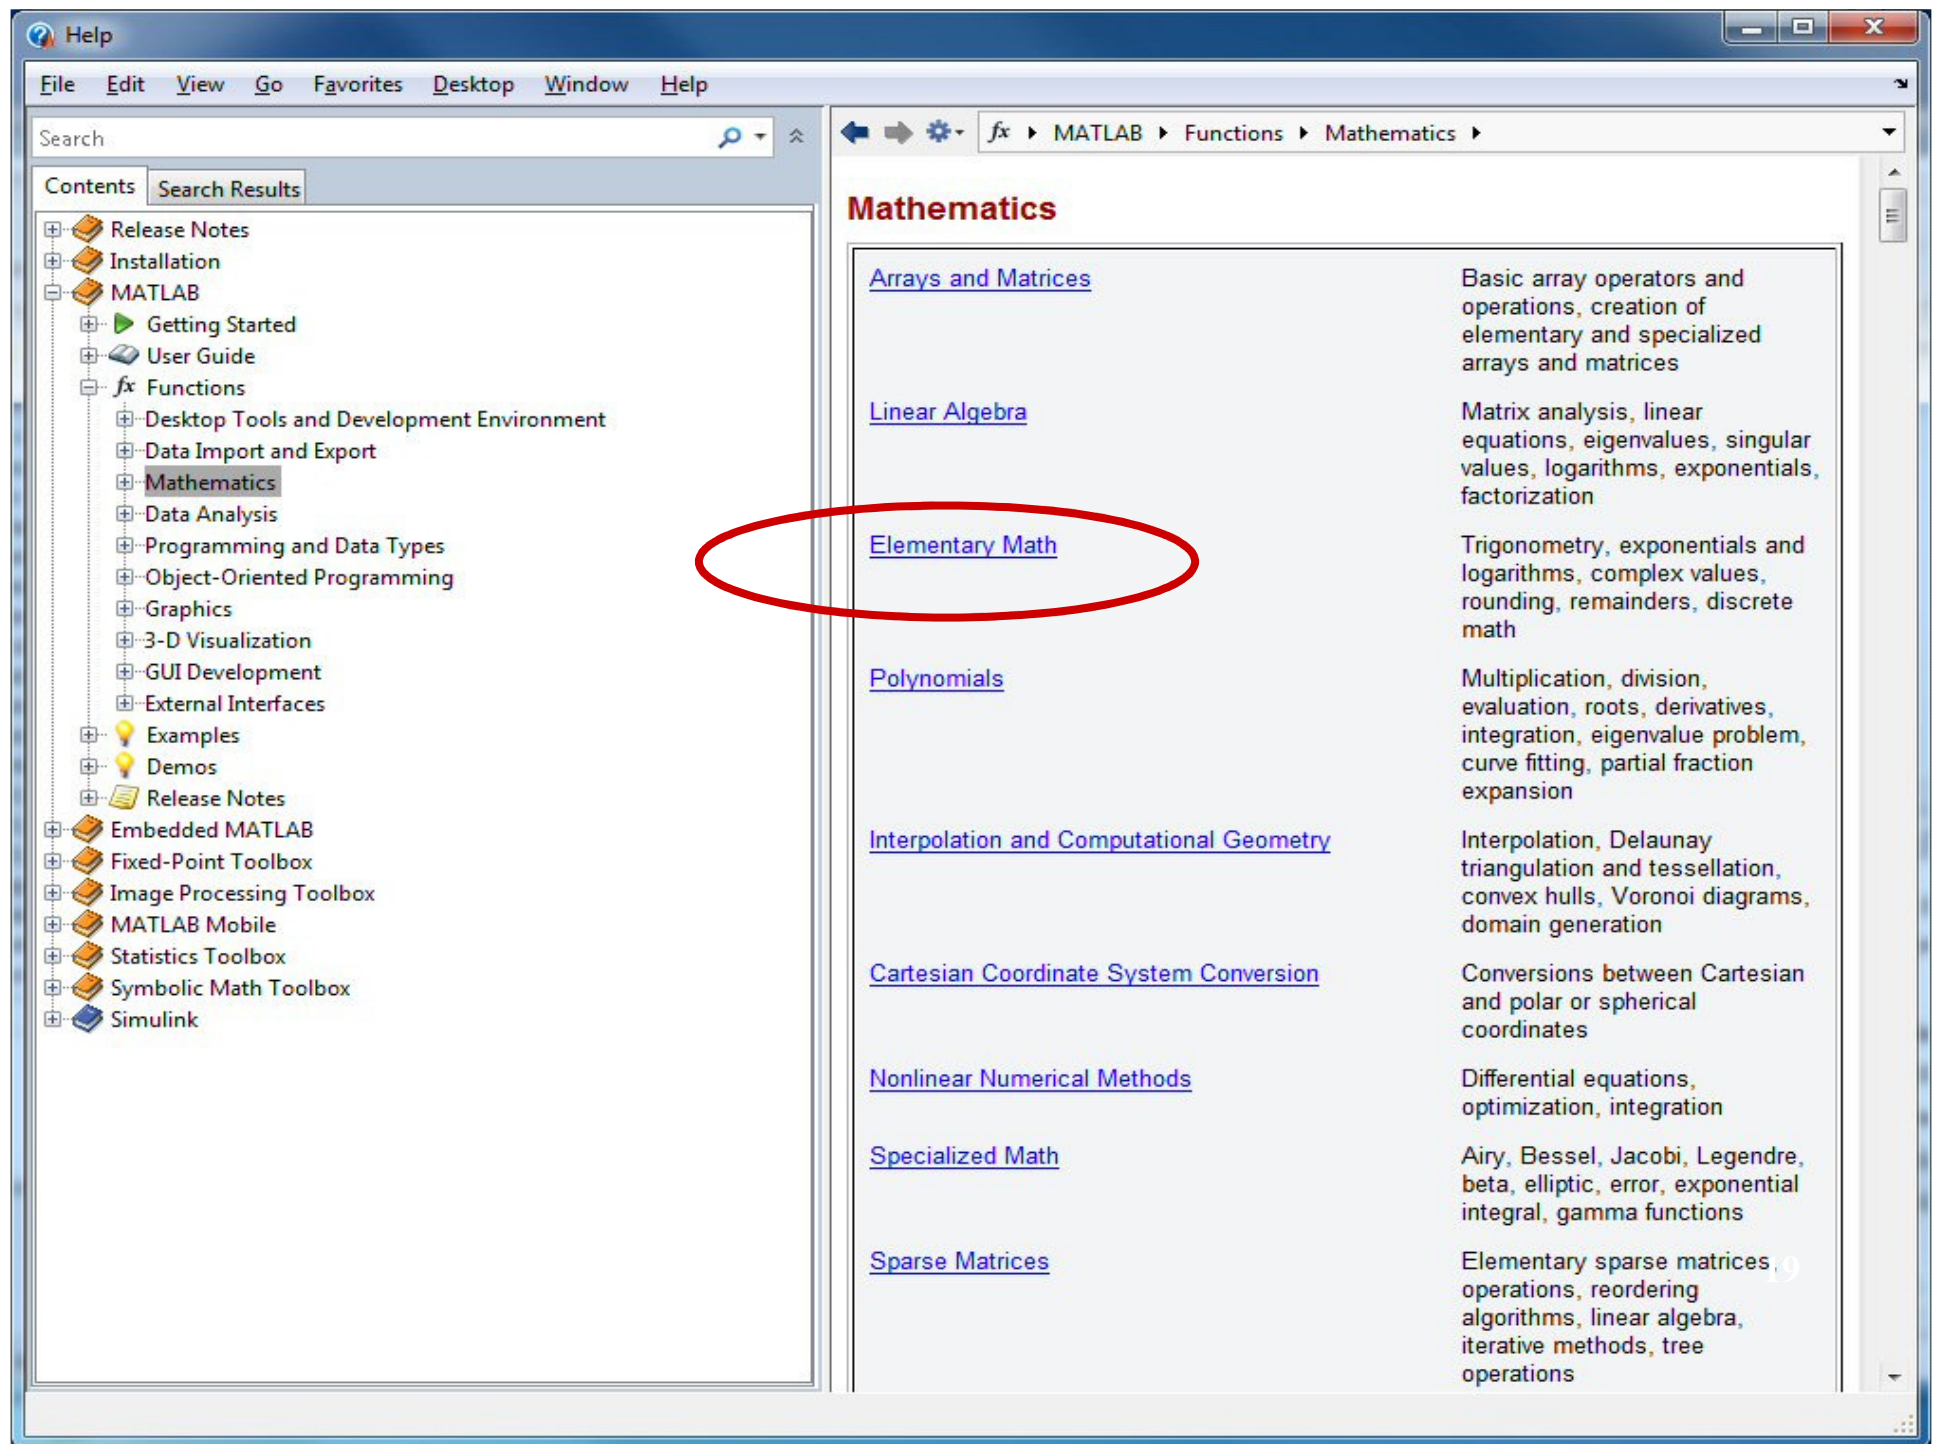 Help
File Edit View Go Favorites Desktop Window Help
Search
Contents Search Results
Release Notes
Installation
MATLAB
Getting Started
User Guide
fx Functions
Desktop Tools and Development Environment
Data Import and Export
Mathematics
Data Analysis
Programming and Data Types
Object-Oriented Programming
Graphics
3-D Visualization
GUI Development
External Interfaces
Examples
Demos
Release Notes
Embedded MATLAB
Fixed-Point Toolbox
Image Processing Toolbox
MATLAB Mobile
Statistics Toolbox
Symbolic Math Toolbox
Simulink
fx MATLAB Functions Mathematics
Mathematics
Arrays and Matrices
Basic array operators and
operations, creation of
elementary and specialized
arrays and matrices
Linear Algebra
Matrix analysis, linear
equations, eigenvalues, singular
values, logarithms, exponentials,
factorization
Elementary Math
Trigonometry, exponentials and
logarithms, complex values,
rounding, remainders, discrete
math
Polynomials
Multiplication, division,
evaluation, roots, derivatives,
integration, eigenvalue problem,
curve fitting, partial fraction
expansion
Interpolation and Computational Geometry
Interpolation, Delaunay
triangulation and tessellation,
convex hulls, Voronoi diagrams,
domain generation
Cartesian Coordinate System Conversion
Conversions between Cartesian
and polar or spherical
coordinates
Nonlinear Numerical Methods
Differential equations,
optimization, integration
Specialized Math
Airy, Bessel, Jacobi, Legendre,
beta, elliptic, error, exponential
integral, gamma functions
Sparse Matrices
Elementary sparse matrices,
operations, reordering
algorithms, linear algebra,
iterative methods, tree
operations
19